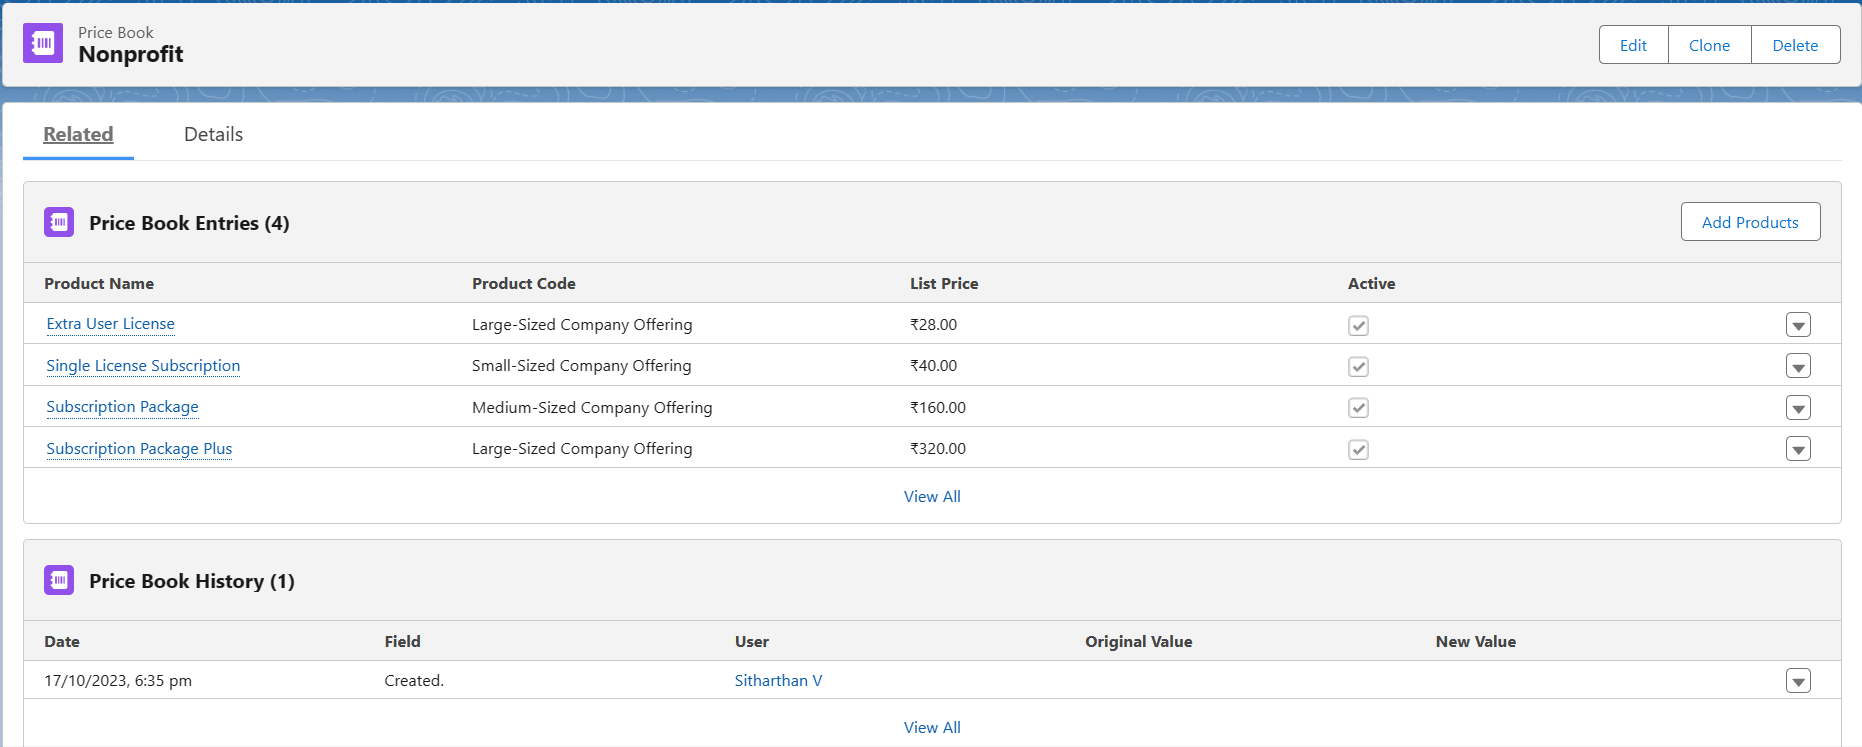 Price Book
Nonprofit
Edit Clone Delete
Related Details
Price Book Entries (4)
Add Products
Product Name Product Code List Price Active
Extra User License Large-Sized Company Offering ₹28.00
Single License Subscription Small-Sized Company Offering ₹40.00
Subscription Package Medium-Sized Company Offering ₹160.00
Subscription Package Plus Large-Sized Company Offering ₹320.00
View All
Price Book History (1)
Date Field User Original Value New Value
17/10/2023, 6:35 pm Created. Sitharthan V
View All